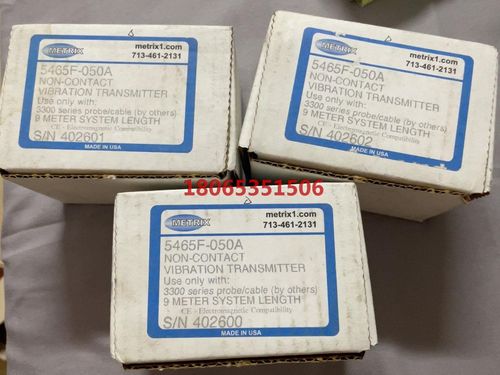 METRIX
metrix1.com
713-461-2131
5465F-050A
NON-CONTACT
VIBRATION TRANSMITTER
Use only with:
3300 series probe/cable (by others)
9 METER SYSTEM LENGTH
CE - Electromagnetic Compatibility
S/N 402601
MADE IN USA
METRIX
metrix1.com
713-461-2131
5465F-050A
NON-CONTACT
VIBRATION TRANSMITTER
Use only with:
3300 series probe/cable (by others)
9 METER SYSTEM LENGTH
CE - Electromagnetic Compatibility
S/N 402602
MADE IN USA
18065351506
METRIX
metrix1.com
713-461-2131
5465F-050A
NON-CONTACT
VIBRATION TRANSMITTER
Use only with:
3300 series probe/cable (by others)
9 METER SYSTEM LENGTH
CE - Electromagnetic Compatibility
S/N 402600
MADE IN USA